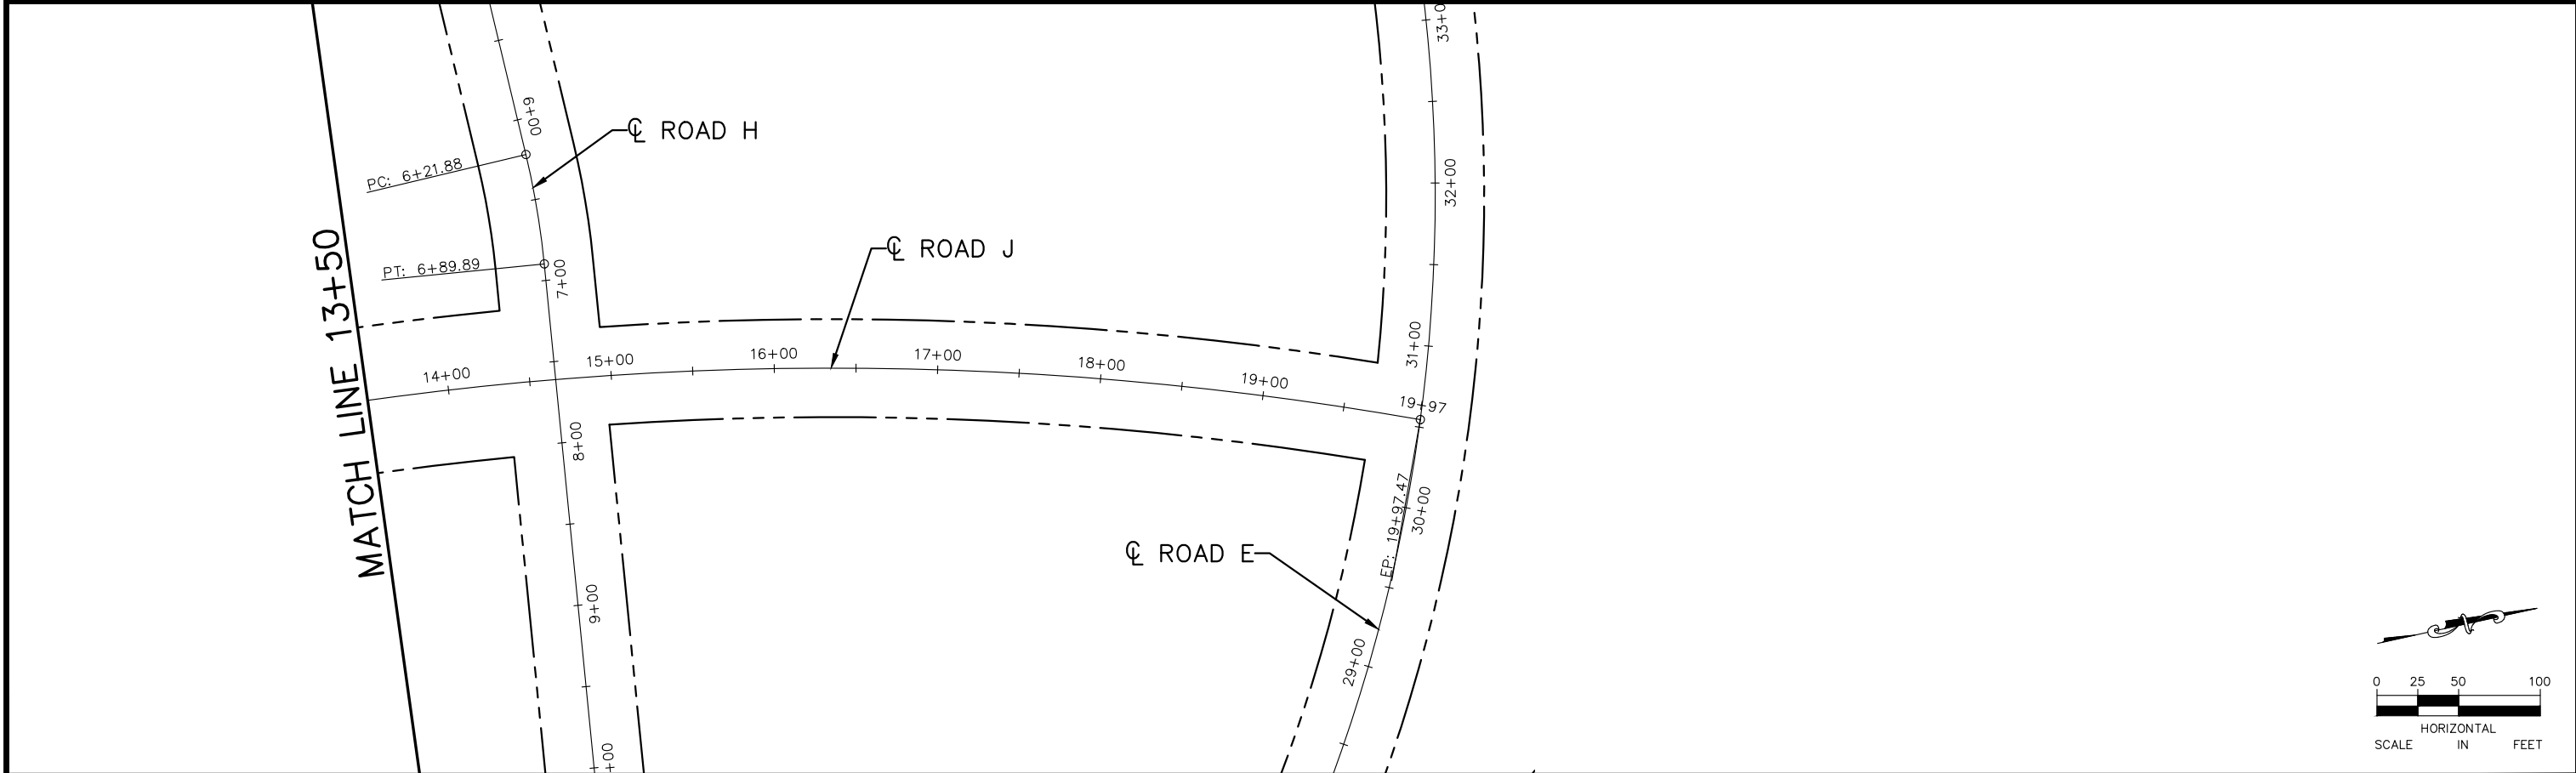 33+0
6+00
℄ ROAD H
PC: 6+21.88
32+00
MATCH LINE 13+50
℄ ROAD J
PT: 6+89.89
7+00
31+00
14+00
15+00
16+00
17+00
18+00
19+00
19+97
8+00
EP: 19+97.47
30+00
℄ ROAD E
9+00
29+00
+00
N
0 25 50 100
HORIZONTAL
SCALE IN FEET